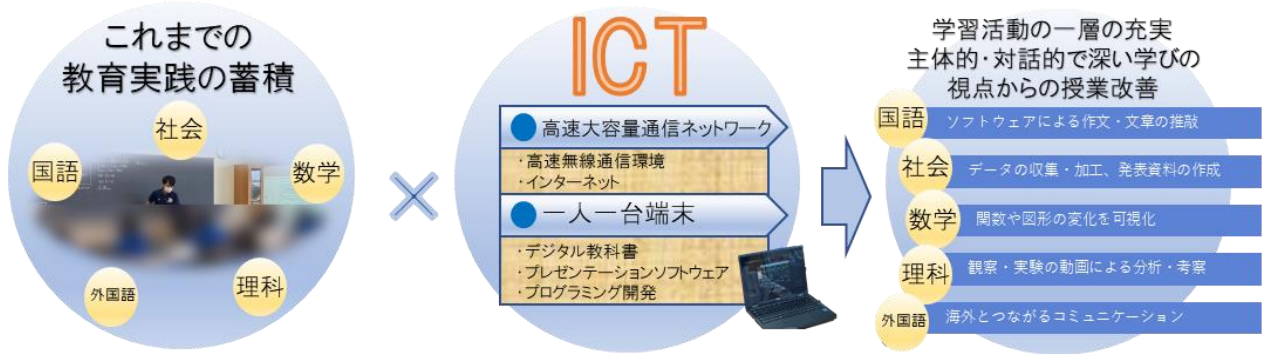 これまでの
教育実践の蓄積
社会
国語
数学
外国語
理科
×
ICT
高速大容量通信ネットワーク
・高速無線通信環境
・インターネット
一人一台端末
・デジタル教科書
・プレゼンテーションソフトウェア
・プログラミング開発
学習活動の一層の充実
主体的・対話的で深い学びの
視点からの授業改善
国語 ソフトウェアによる作文・文章の推敲
社会 データの収集・加工、発表資料の作成
数学 関数や図形の変化を可視化
理科 観察・実験の動画による分析・考察
外国語 海外とつながるコミュニケーション